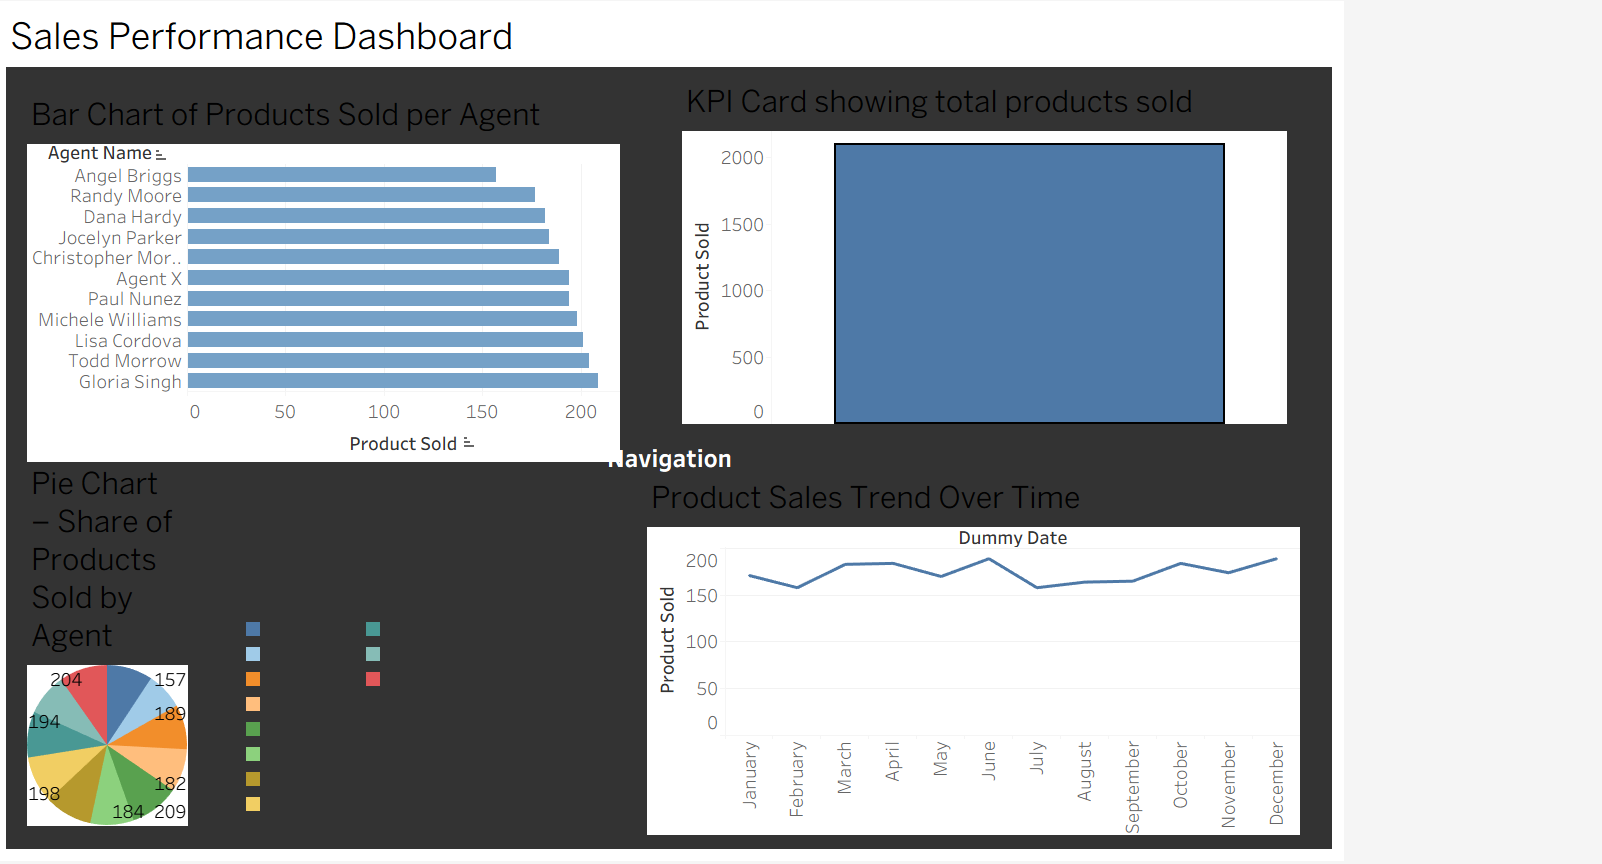 Sales Performance Dashboard
Bar Chart of Products Sold per Agent
Agent Name
Angel Briggs
Randy Moore
Dana Hardy
Jocelyn Parker
Christopher Mor..
Agent X
Paul Nunez
Michele Williams
Lisa Cordova
Todd Morrow
Gloria Singh
0 50 100 150 200
Product Sold
KPI Card showing total products sold
2000
1500
1000
500
0
Product Sold
Navigation
Pie Chart
– Share of
Products
Sold by
Agent
204 157
189
194
182
198
184 209
Product Sales Trend Over Time
Dummy Date
200
150
100
50
0
Product Sold
January
February
March
April
May
June
July
August
September
October
November
December